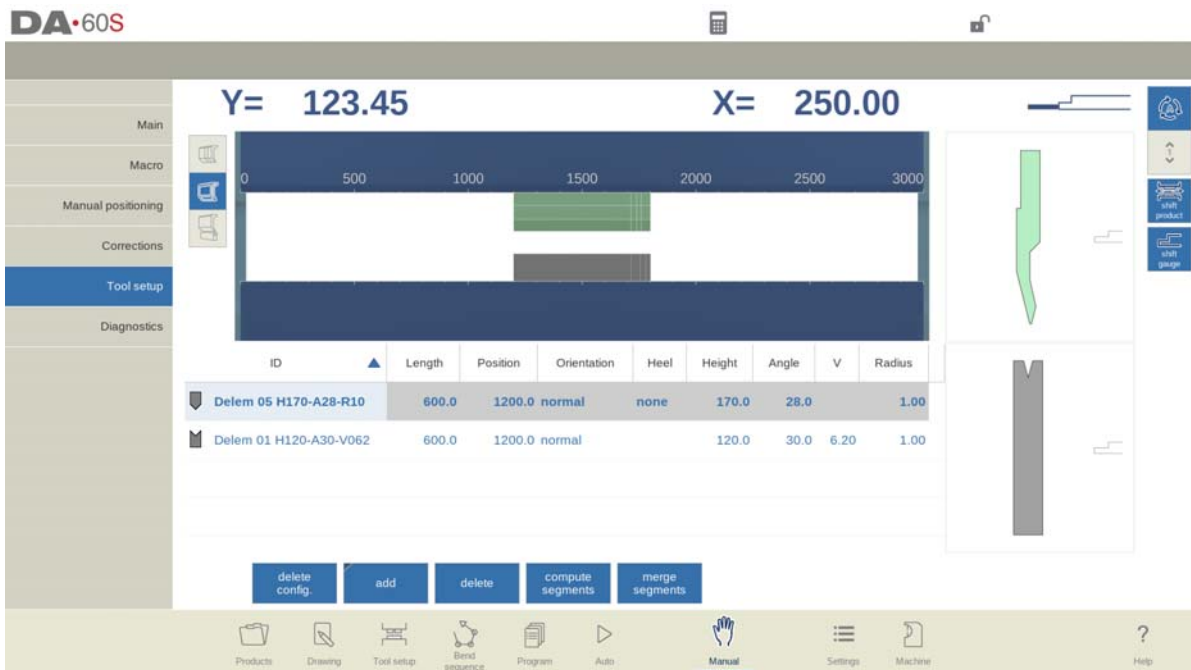 DA•60S
Main
Macro
Manual positioning
Corrections
Tool setup
Diagnostics
Y= 123.45 X= 250.00
0 500 1000 1500 2000 2500 3000
1
shift
product
shift
gauge
ID Length Position Orientation Heel Height Angle V Radius
Delem 05 H170-A28-R10 600.0 1200.0 normal none 170.0 28.0 1.00
Delem 01 H120-A30-V062 600.0 1200.0 normal 120.0 30.0 6.20 1.00
delete
config.
add
delete
compute
segments
merge
segments
Products Drawing Tool setup Bend
sequence Program Auto Manual Settings Machine ? Help